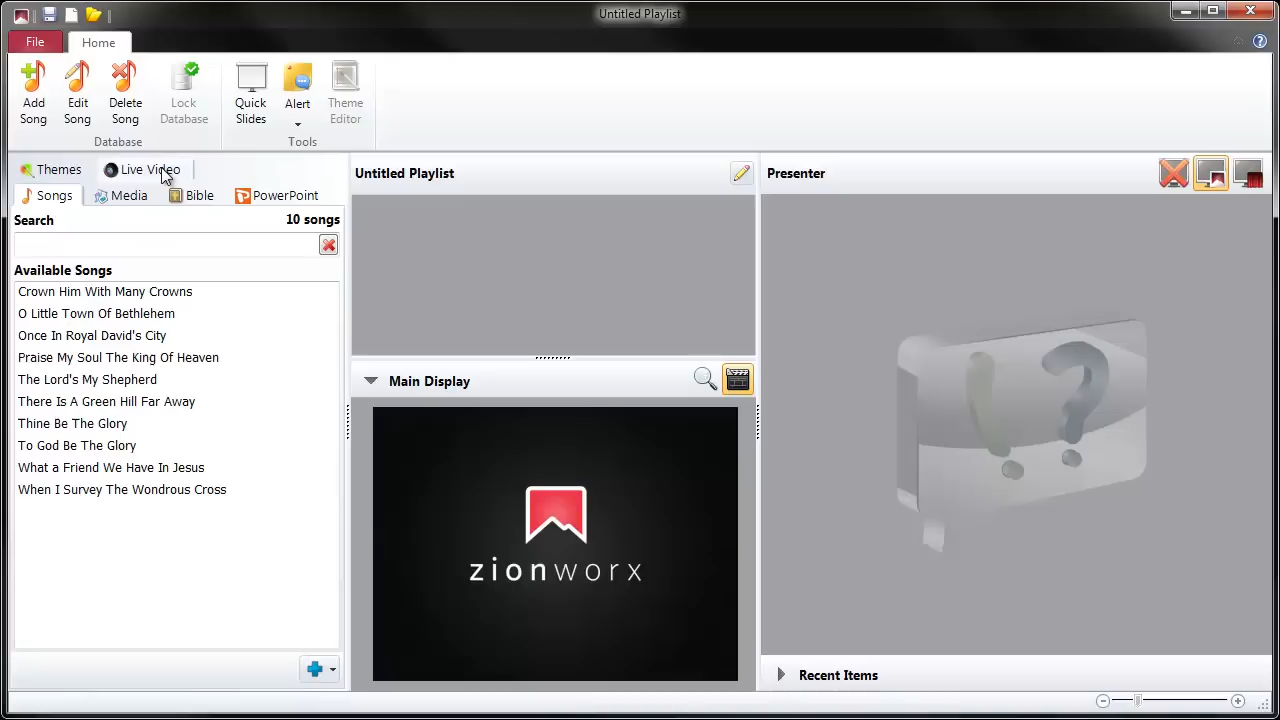 Untitled Playlist
File
Home
Add Song
Edit Song
Delete Song
Lock Database
Quick Slides
Alert
Theme Editor
Database
Tools
Themes
Live Video
Songs
Media
Bible
PowerPoint
Search
10 songs
Available Songs
Crown Him With Many Crowns
O Little Town Of Bethlehem
Once In Royal David's City
Praise My Soul The King Of Heaven
The Lord's My Shepherd
There Is A Green Hill Far Away
Thine Be The Glory
To God Be The Glory
What a Friend We Have In Jesus
When I Survey The Wondrous Cross
Untitled Playlist
Main Display
zionworx
Presenter
! ?
Recent Items